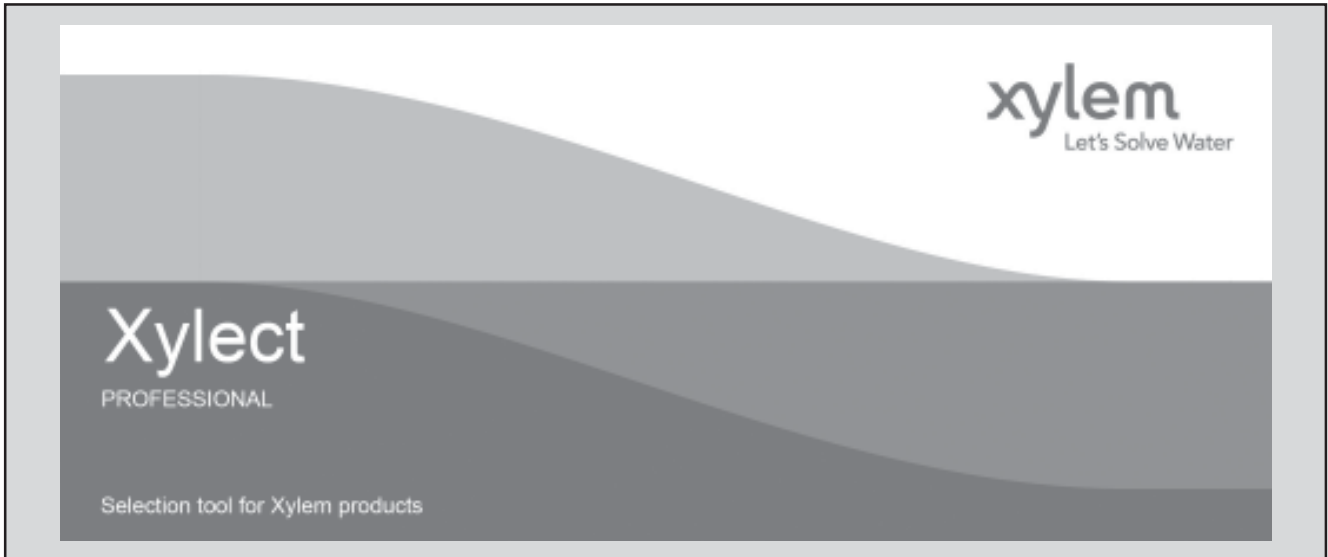 xylem
Let's Solve Water
Xylect
PROFESSIONAL
Selection tool for Xylem products